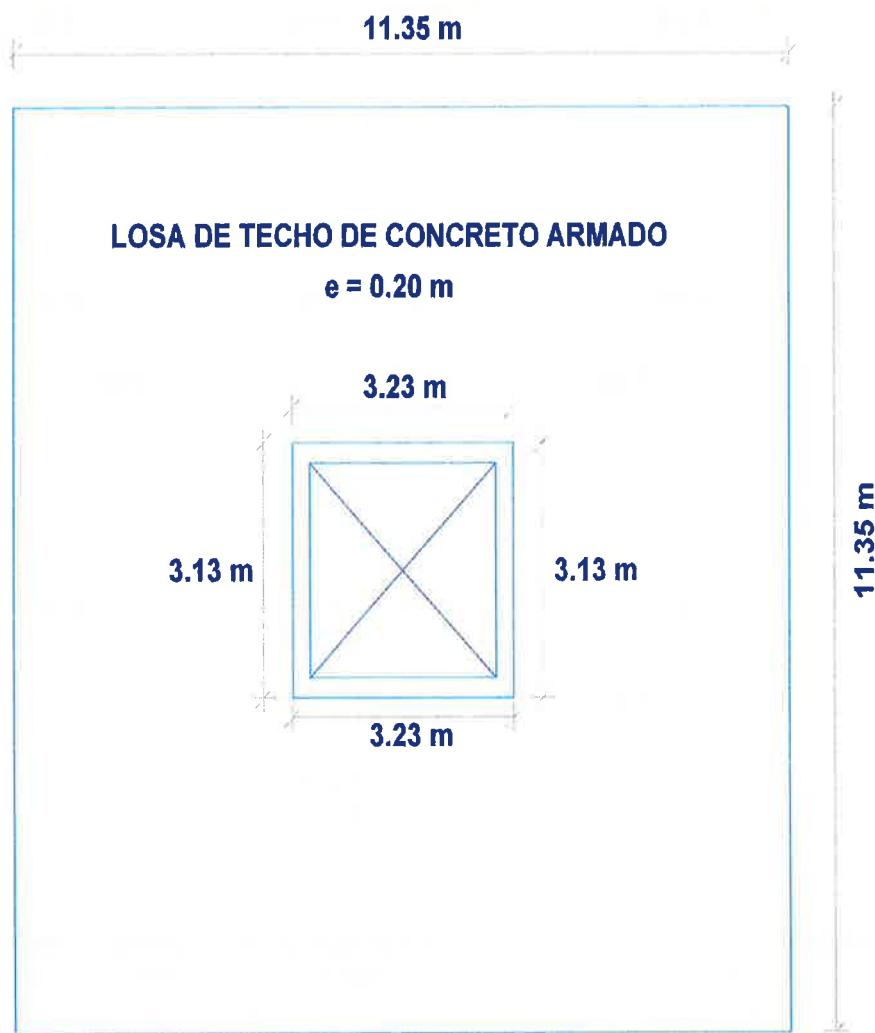 11.35 m
LOSA DE TECHO DE CONCRETO ARMADO
e = 0.20 m
3.23 m
3.13 m
3.13 m
11.35 m
3.23 m